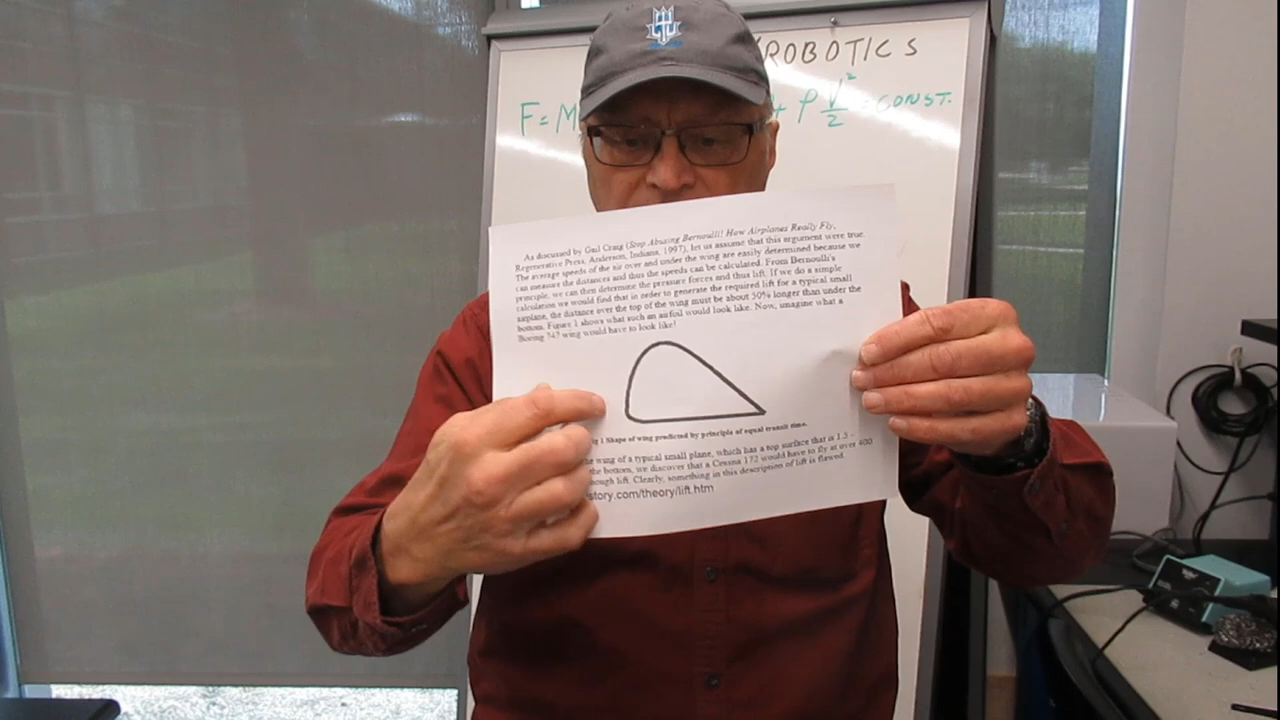 ROBOTICS
F = M
+ ρ V²/2 = CONST.
LTU
As discussed by Gail Craig (Stop Abusing Bernoulli! How Airplanes Really Fly,
Regenerative Press, Anderson, Indiana, 1997), let us assume that this argument were true.
The average speeds of the air over and under the wing are easily determined because we
can measure the distances and thus the speeds can be calculated. From Bernoulli's
principle, we can then determine the pressure forces and thus lift. If we do a simple
calculation we would find that in order to generate the required lift for a typical small
airplane, the distance over the top of the wing must be about 50% longer than under the
bottom. Figure 1 shows what such an airfoil would look like. Now, imagine what a
Boeing 747 wing would have to look like!
1 Shape of wing predicted by principle of equal transit time.
wing of a typical small plane, which has a top surface that is 1.5 –
the bottom, we discover that a Cessna 172 would have to fly at over 400
lift. Clearly, something in this description of lift is flawed.
story.com/theory/lift.htm